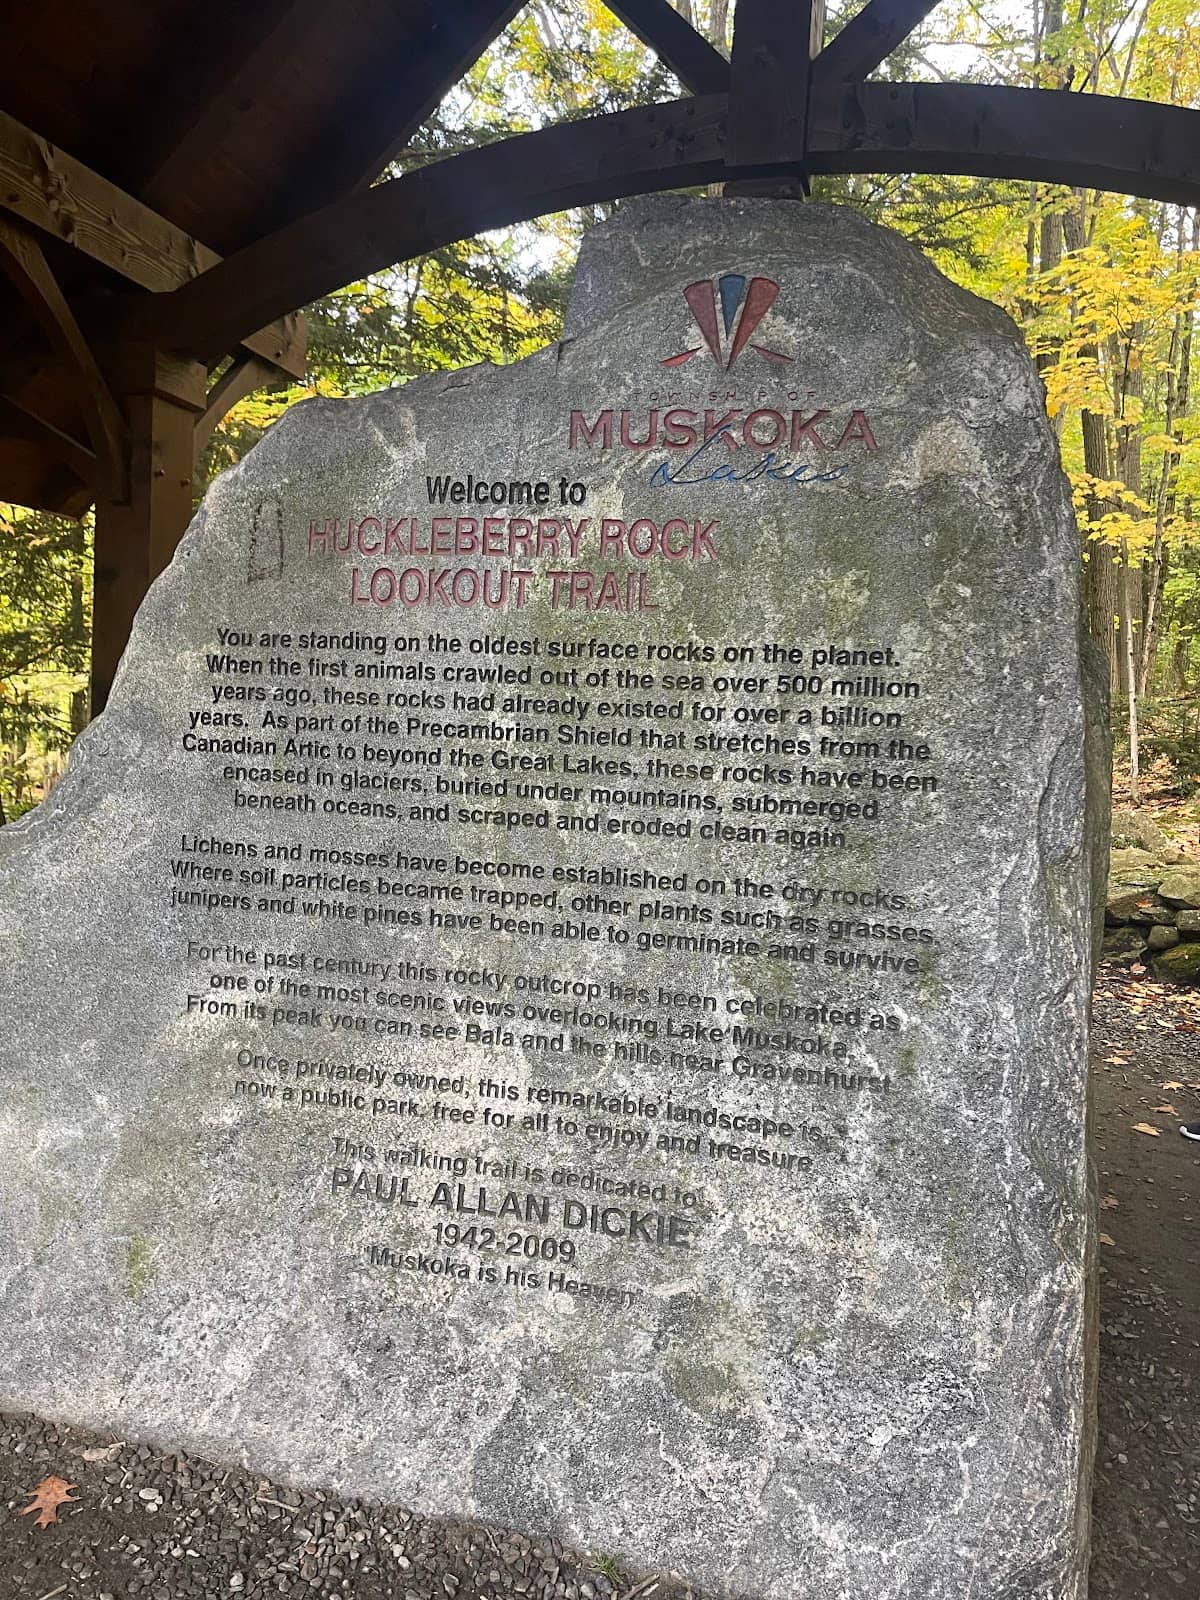 TOWNSHIP OF
MUSKOKA
Lakes
Welcome to
HUCKLEBERRY ROCK
LOOKOUT TRAIL
You are standing on the oldest surface rocks on the planet.
When the first animals crawled out of the sea over 500 million
years ago, these rocks had already existed for over a billion
years. As part of the Precambrian Shield that stretches from the
Canadian Artic to beyond the Great Lakes, these rocks have been
encased in glaciers, buried under mountains, submerged
beneath oceans, and scraped and eroded clean again.
Lichens and mosses have become established on the dry rocks.
Where soil particles became trapped, other plants such as grasses,
junipers and white pines have been able to germinate and survive.
For the past century this rocky outcrop has been celebrated as
one of the most scenic views overlooking Lake Muskoka.
From its peak you can see Bala and the hills near Gravenhurst.
Once privately owned, this remarkable landscape is
now a public park, free for all to enjoy and treasure.
This walking trail is dedicated to
PAUL ALLAN DICKIE
1942-2009
"Muskoka is his Heaven"